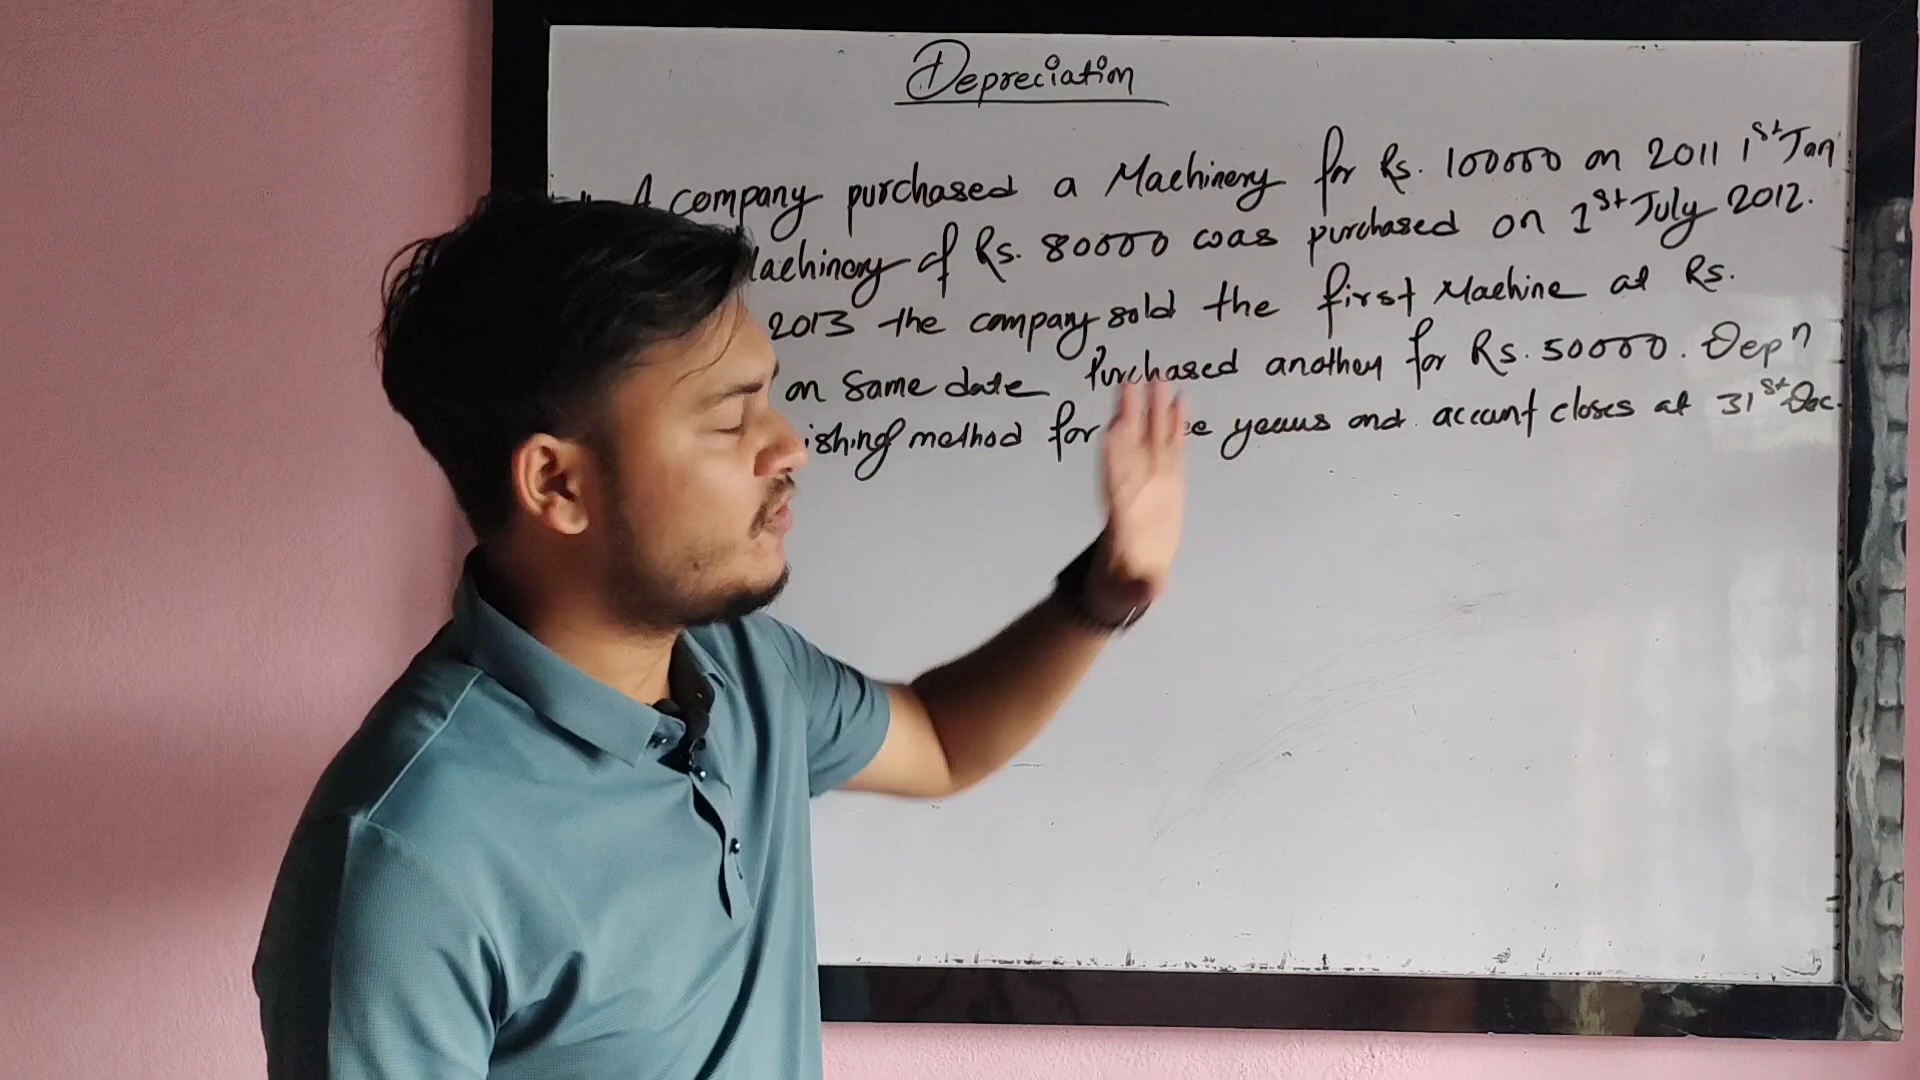 Depreciation
A company purchased a Machinery for Rs. 100000 on 2011 1st Jan
Machinery of Rs. 80000 was purchased on 1st July 2012.
2013 the company sold the first Machine at Rs.
on same date Purchased another for Rs. 50000. Depn
ishing method for years and. account closes at 31st Dec.